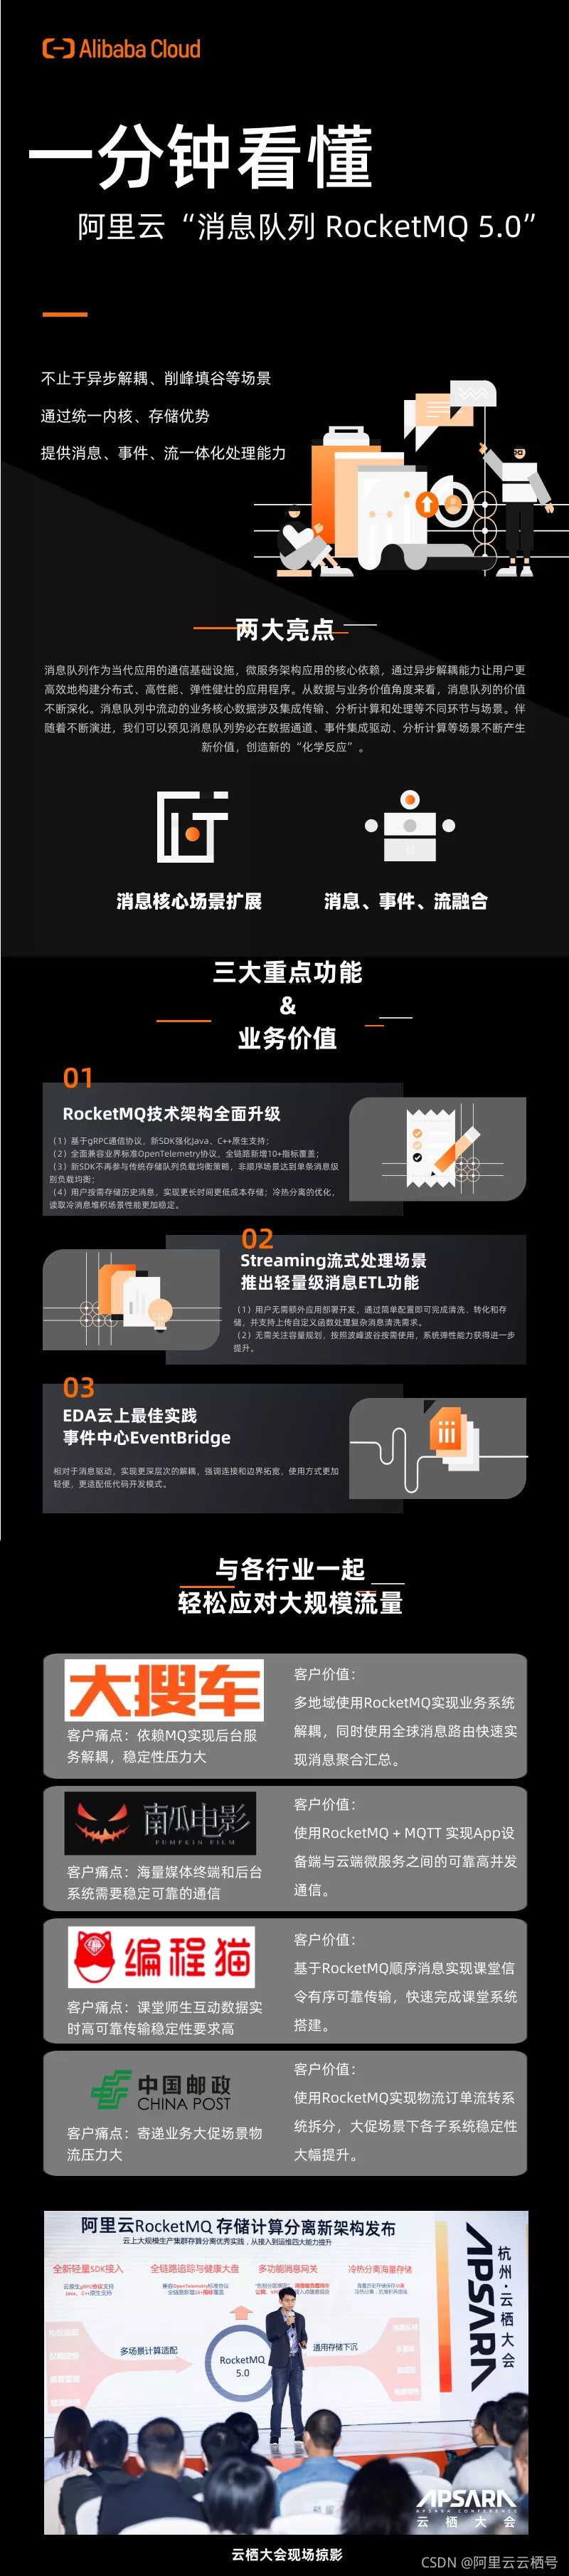 Alibaba Cloud
一分钟看懂
阿里云“消息队列 RocketMQ 5.0”
不止于异步解耦、削峰填谷等场景
通过统一内核、存储优势
提供消息、事件、流一体化处理能力
两大亮点
消息队列作为当代应用的通信基础设施，微服务架构应用的核心依赖，通过异步解耦能力让用户更
高效地构建分布式、高性能、弹性健壮的应用程序。从数据与业务价值角度来看，消息队列的价值
不断深化。消息队列中流动的业务核心数据涉及集成传输、分析计算和处理等不同环节与场景。伴
随着不断演进，我们可以预见消息队列势必在数据通道、事件集成驱动、分析计算等场景不断产生
新价值，创造新的“化学反应”。
消息核心场景扩展
消息、事件、流融合
三大重点功能
&
业务价值
01
RocketMQ技术架构全面升级
（1）基于gRPC通信协议，新SDK强化Java、C++原生支持；
（2）全面兼容业界标准OpenTelemetry协议，全链路新增10+指标覆盖；
（3）新SDK不再参与传统存储队列负载均衡策略，非顺序场景达到单条消息级
别负载均衡；
（4）用户按需存储历史消息，实现更长时间更低成本存储；冷热分离的优化，
读取冷消息堆积场景性能更加稳定。
02
Streaming流式处理场景
推出轻量级消息ETL功能
（1）用户无需额外应用部署开发，通过简单配置即可完成清洗、转化和存
储，并支持上传自定义函数处理复杂消息清洗需求。
（2）无需关注容量规划，按照波峰波谷按需使用，系统弹性能力获得进一步
提升。
03
EDA云上最佳实践
事件中心EventBridge
相对于消息驱动，实现更深层次的解耦，强调连接和边界拓宽，使用方式更加
轻便，更适配低代码开发模式。
与各行业一起
轻松应对大规模流量
大搜车
客户痛点：依赖MQ实现后台服
务解耦，稳定性压力大
客户价值：
多地域使用RocketMQ实现业务系统
解耦，同时使用全球消息路由快速实
现消息聚合汇总。
南瓜电影
PUMPKIN FILM
客户痛点：海量媒体终端和后台
系统需要稳定可靠的通信
客户价值：
使用RocketMQ + MQTT 实现App设
备端与云端微服务之间的可靠高并发
通信。
编程猫
客户痛点：课堂师生互动数据实
时高可靠传输稳定性要求高
客户价值：
基于RocketMQ顺序消息实现课堂信
令有序可靠传输，快速完成课堂系统
搭建。
中国邮政
CHINA POST
客户痛点：寄递业务大促场景物
流压力大
客户价值：
使用RocketMQ实现物流订单流转系
统拆分，大促场景下各子系统稳定性
大幅提升。
阿里云RocketMQ 存储计算分离新架构发布
云上大规模生产集群存算分离优秀实践，从接入到运维四大能力提升
全新轻量SDK接入
全链路追踪与健康大盘
多功能消息网关
冷热分离海量存储
云原生gRPC协议支持
Java、C++原生支持
兼容OpenTelemetry标准协议
全链路新增10+指标覆盖
多场景计算适配
RocketMQ
5.0
通用存储下沉
APSARA
杭州·云栖大会
APSARA
APSARA CONFERENCE
云栖大会
云栖大会现场掠影
CSDN @阿里云云栖号